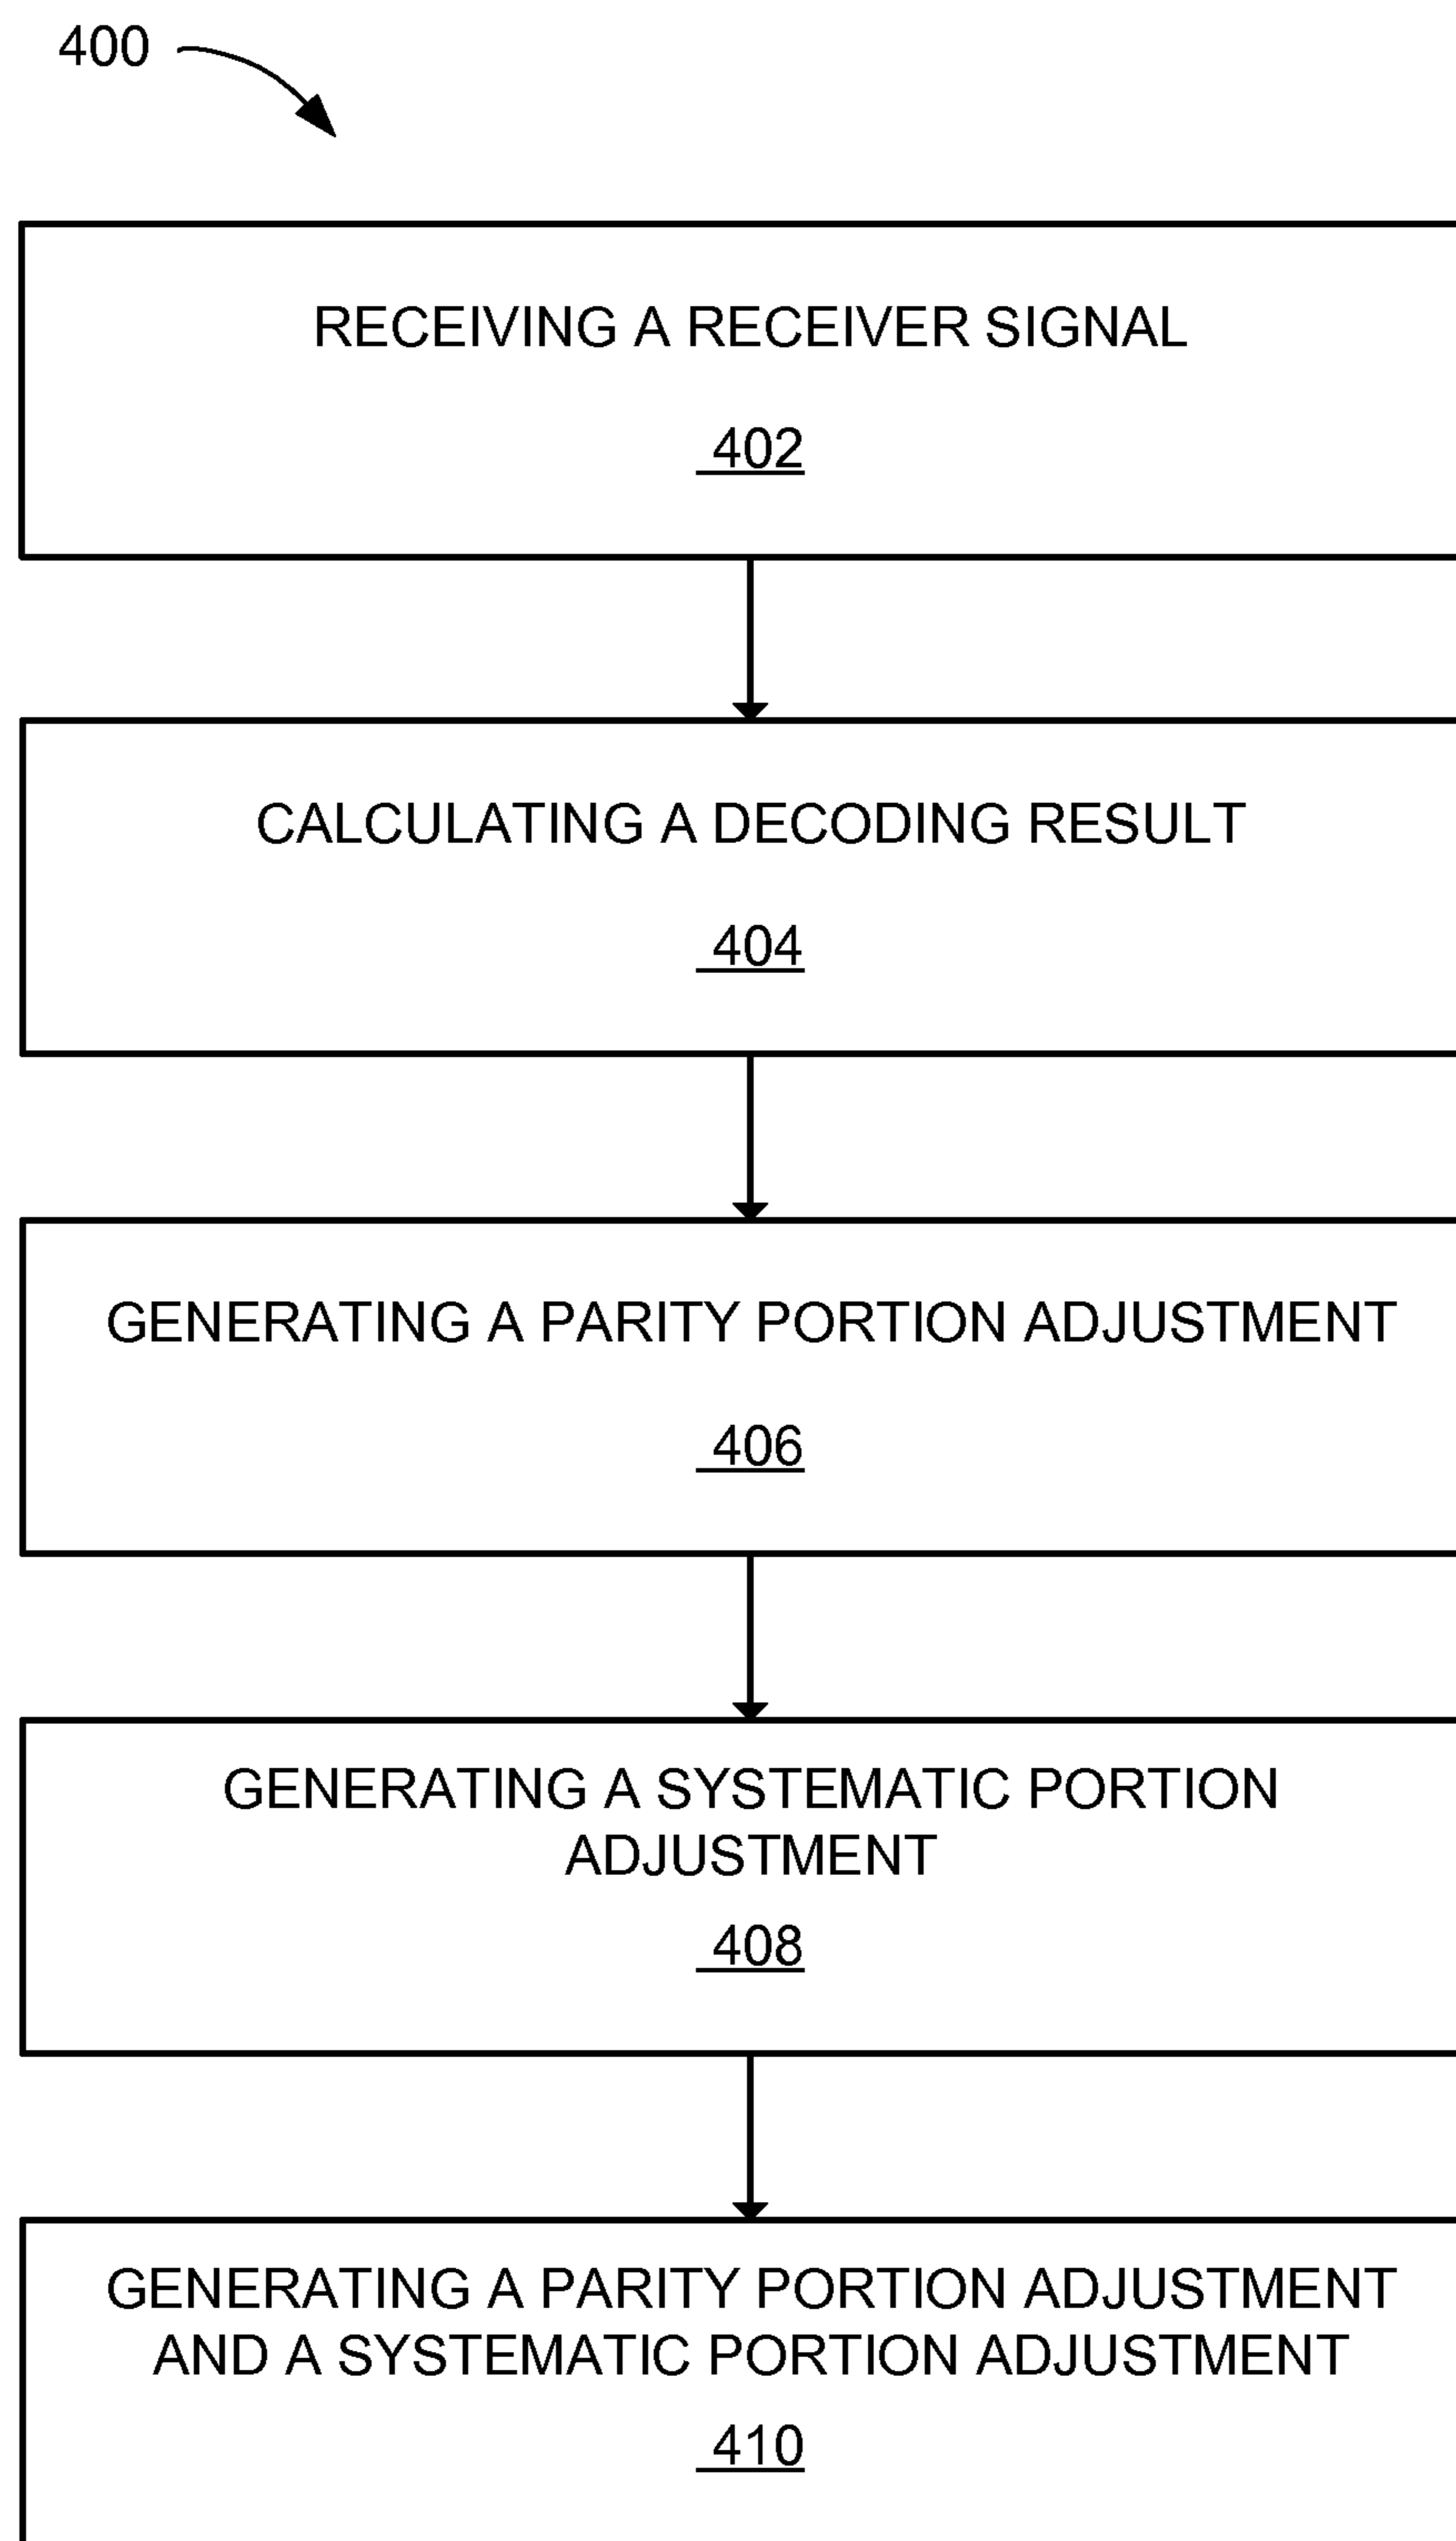 400
RECEIVING A RECEIVER SIGNAL
402
CALCULATING A DECODING RESULT
404
GENERATING A PARITY PORTION ADJUSTMENT
406
GENERATING A SYSTEMATIC PORTION
ADJUSTMENT
408
GENERATING A PARITY PORTION ADJUSTMENT
AND A SYSTEMATIC PORTION ADJUSTMENT
410